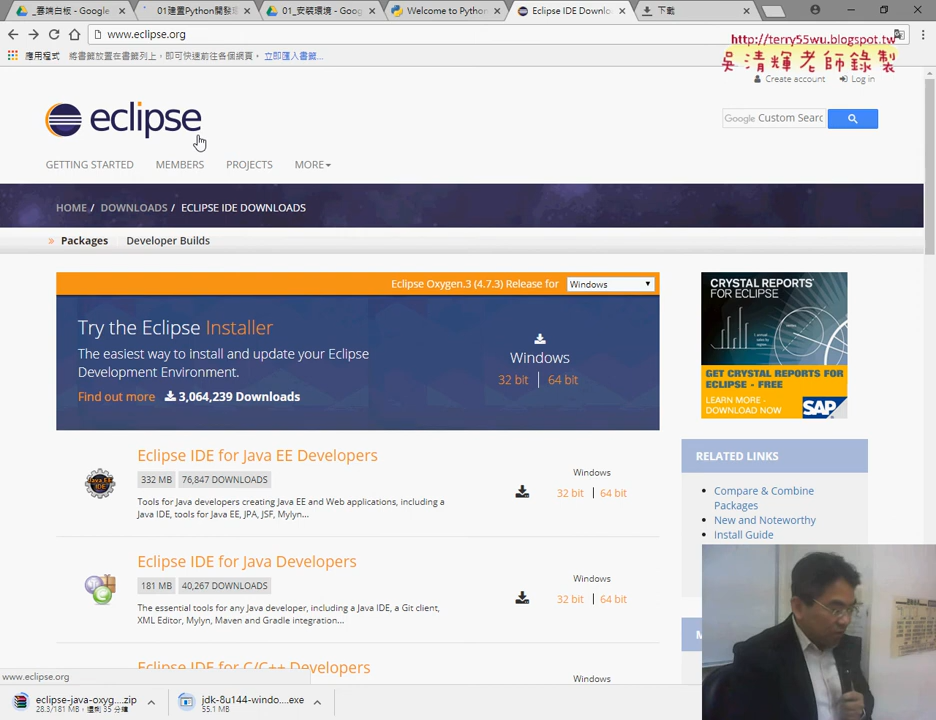 _雲端白板 - Google
01建置Python開發環
01_安裝環境 - Goog
Welcome to Python
Eclipse IDE Downlo
下載
www.eclipse.org
應用程式 將書籤放置在書籤列上，即可快速前往各個網頁。 立即匯入書籤...
http://terry55wu.blogspot.tw
吳清輝老師錄製
Create account Log in
eclipse
Google Custom Searc
GETTING STARTED MEMBERS PROJECTS MORE
HOME / DOWNLOADS / ECLIPSE IDE DOWNLOADS
» Packages Developer Builds
Eclipse Oxygen.3 (4.7.3) Release for Windows
Try the Eclipse Installer
The easiest way to install and update your Eclipse
Development Environment.
Find out more 3,064,239 Downloads
Windows
32 bit | 64 bit
CRYSTAL REPORTS
FOR ECLIPSE
GET CRYSTAL REPORTS FOR
ECLIPSE - FREE
LEARN MORE -
DOWNLOAD NOW
SAP
Eclipse IDE for Java EE Developers
332 MB 76,847 DOWNLOADS
Tools for Java developers creating Java EE and Web applications, including a
Java IDE, tools for Java EE, JPA, JSF, Mylyn...
Windows
32 bit | 64 bit
RELATED LINKS
Compare & Combine
Packages
New and Noteworthy
Install Guide
Eclipse IDE for Java Developers
181 MB 40,267 DOWNLOADS
The essential tools for any Java developer, including a Java IDE, a Git client,
XML Editor, Mylyn, Maven and Gradle integration...
Windows
32 bit | 64 bit
Eclipse IDE for C/C++ Developers
Windows
www.eclipse.org
eclipse-java-oxyg....zip
28.3/181 MB，還剩 35 分鐘
jdk-8u144-windo....exe
55.1 MB